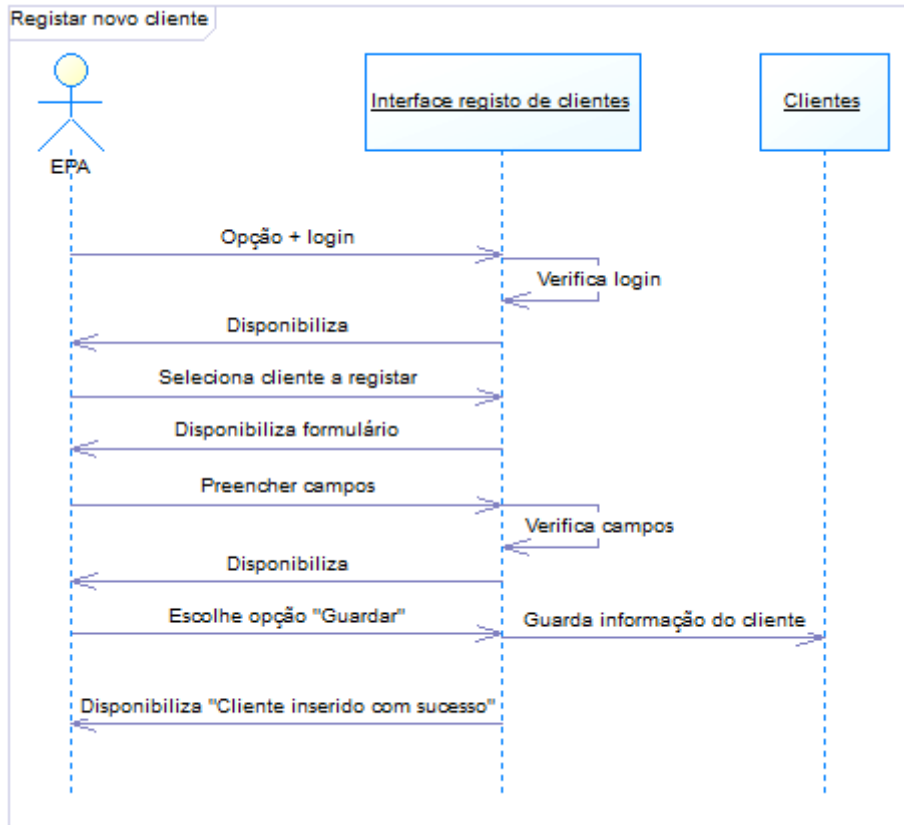 Registar novo cliente
Interface registo de clientes
Clientes
EPA
Opção + login
Verifica login
Disponibiliza
Seleciona cliente a registar
Disponibiliza formulário
Preencher campos
Verifica campos
Disponibiliza
Escolhe opção "Guardar"
Guarda informação do cliente
Disponibiliza "Cliente inserido com sucesso"